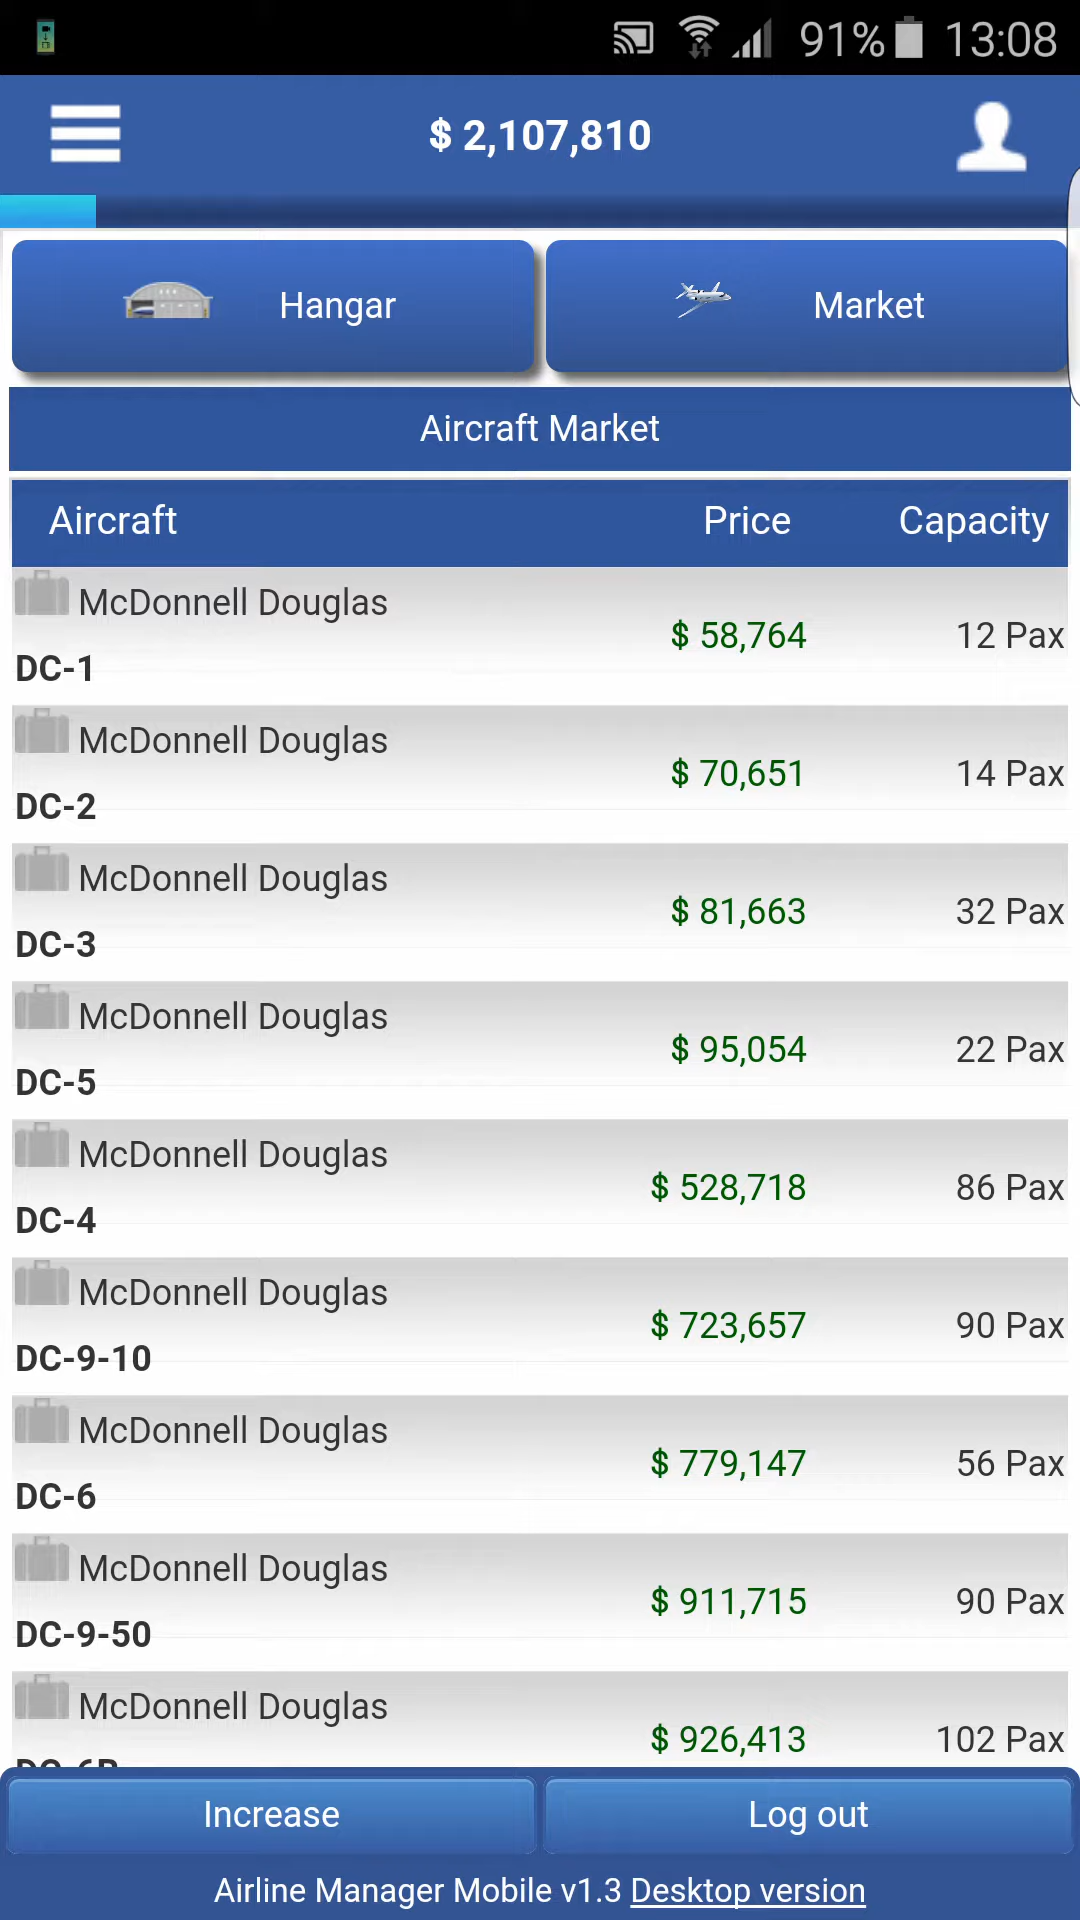 91% 13:08
$ 2,107,810
Hangar Market
Aircraft Market
Aircraft Price Capacity
McDonnell Douglas
DC-1 $ 58,764 12 Pax
McDonnell Douglas
DC-2 $ 70,651 14 Pax
McDonnell Douglas
DC-3 $ 81,663 32 Pax
McDonnell Douglas
DC-5 $ 95,054 22 Pax
McDonnell Douglas
DC-4 $ 528,718 86 Pax
McDonnell Douglas
DC-9-10 $ 723,657 90 Pax
McDonnell Douglas
DC-6 $ 779,147 56 Pax
McDonnell Douglas
DC-9-50 $ 911,715 90 Pax
McDonnell Douglas
$ 926,413 102 Pax
Increase Log out
Airline Manager Mobile v1.3 Desktop version